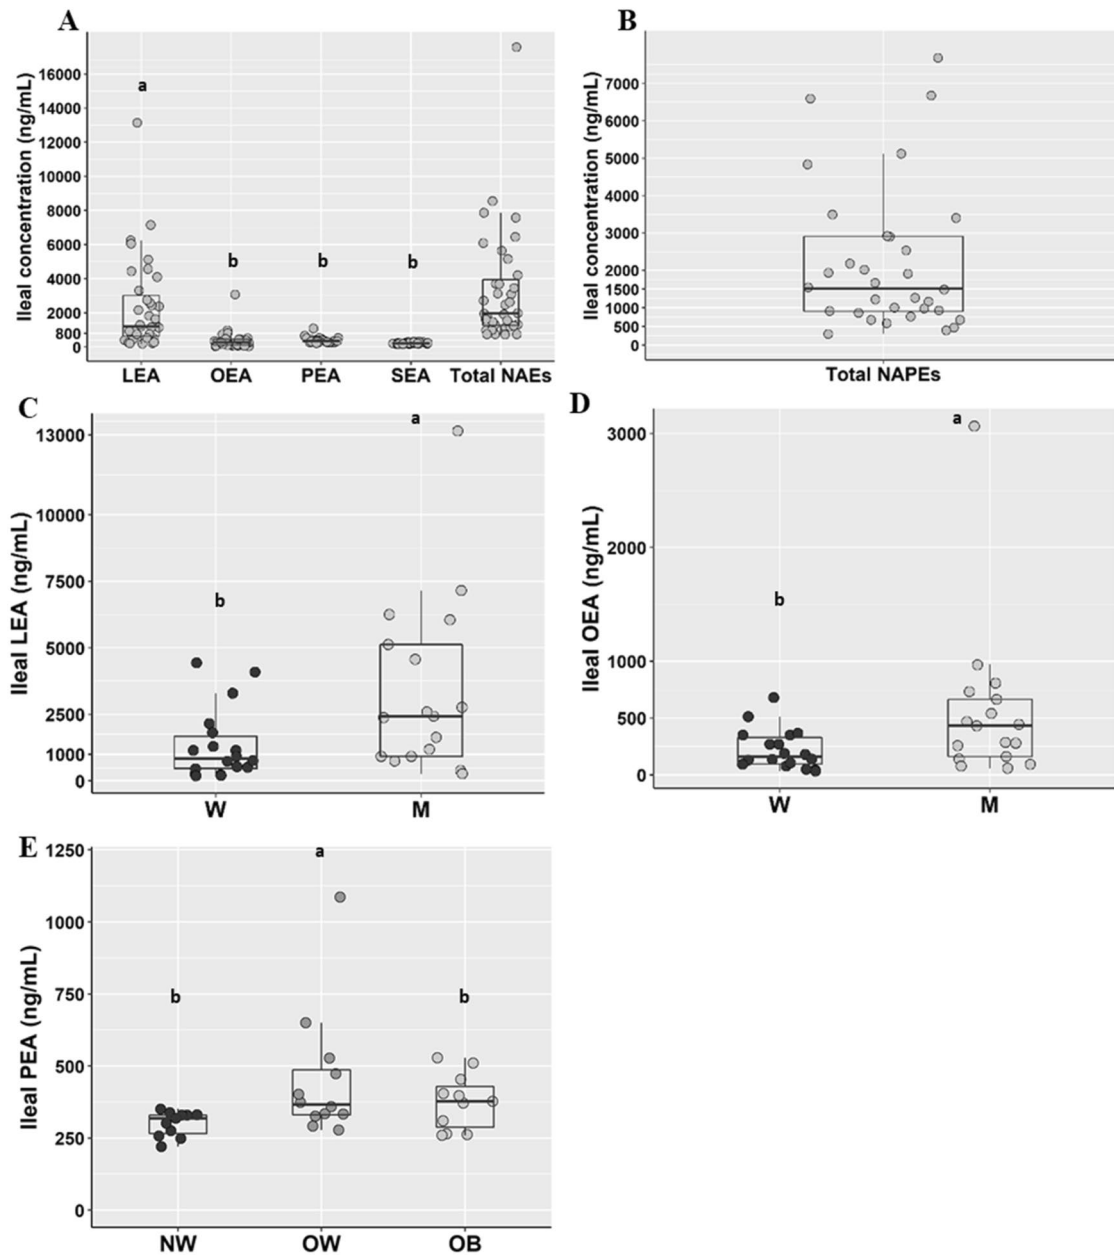 A
Ileal concentration (ng/mL)
16000
14000
12000
10000
8000
6000
4000
2000
800
0
a
b
b
b
LEA OEA PEA SEA Total NAEs
B
Ileal concentration (ng/mL)
7000
6000
5000
4000
3000
2000
1500
1000
500
0
Total NAPEs
C
Ileal LEA (ng/mL)
13000
10000
7500
5000
2500
1000
0
b
a
W M
D
Ileal OEA (ng/mL)
3000
2000
1000
500
0
b
a
W M
E
Ileal PEA (ng/mL)
1250
1000
750
500
250
0
b
a
b
NW OW OB